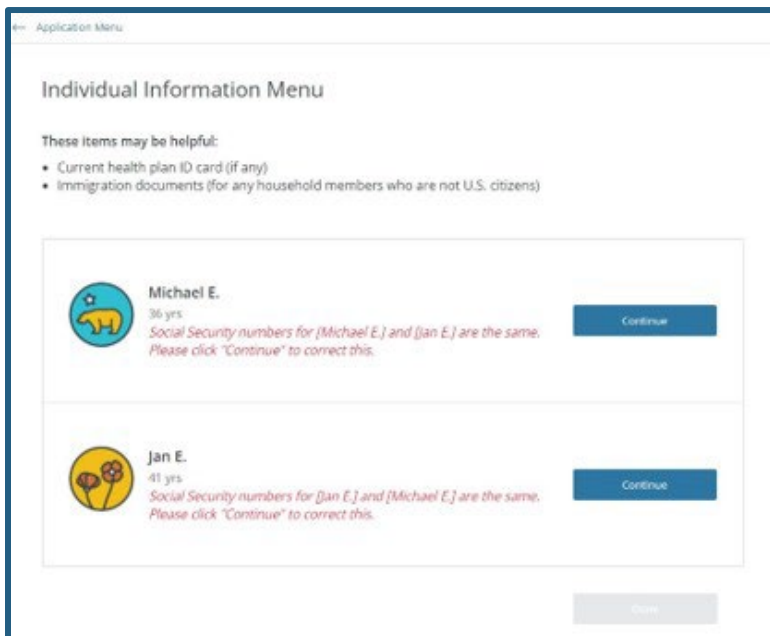 ← Application Menu
Individual Information Menu
These items may be helpful:
• Current health plan ID card (if any)
• Immigration documents (for any household members who are not U.S. citizens)
Michael E.
36 yrs
Social Security numbers for [Michael E.] and [Jan E.] are the same.
Please click "Continue" to correct this.
Continue
Jan E.
41 yrs
Social Security numbers for [Jan E.] and [Michael E.] are the same.
Please click "Continue" to correct this.
Continue